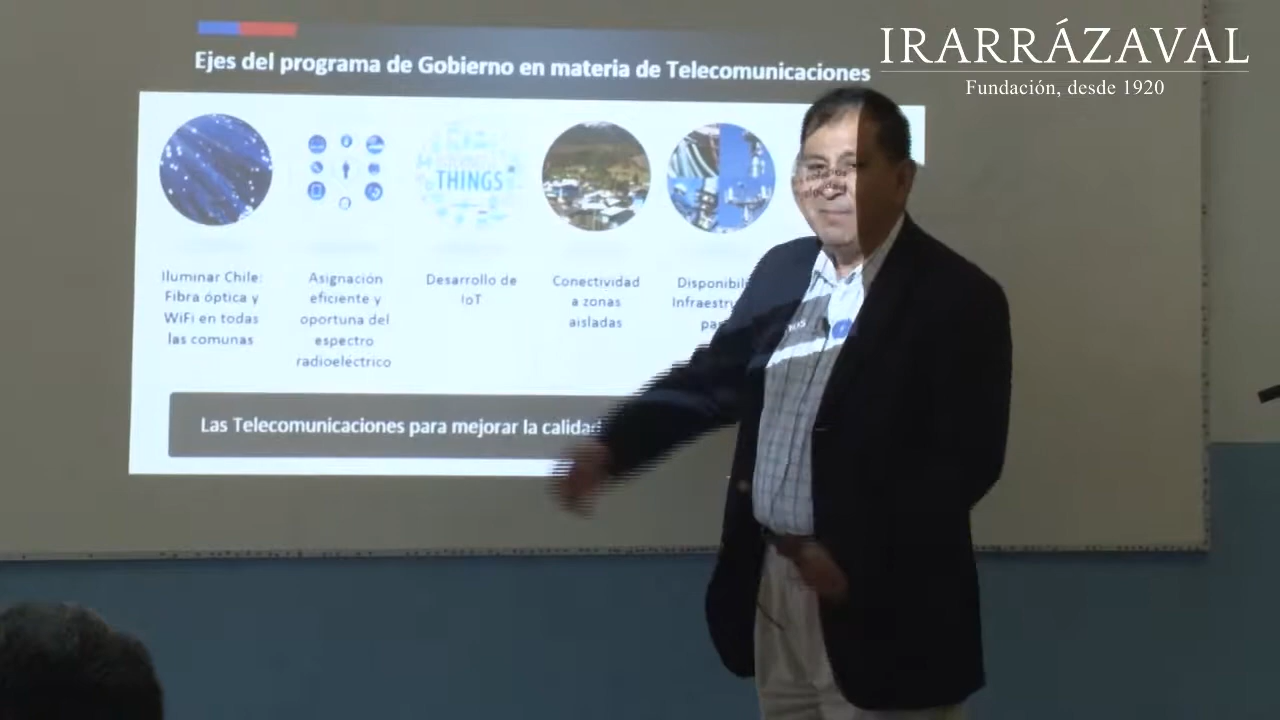 IRARRÁZAVAL
Fundación, desde 1920
Ejes del programa de Gobierno en materia de Telecomunicaciones
THINGS
Iluminar Chile:
Fibra óptica y
WiFi en todas
las comunas
Asignación
eficiente y
oportuna del
espectro
radioeléctrico
Desarrollo de
IoT
Conectividad
a zonas
aisladas
Las Telecomunicaciones para mejorar la calidad